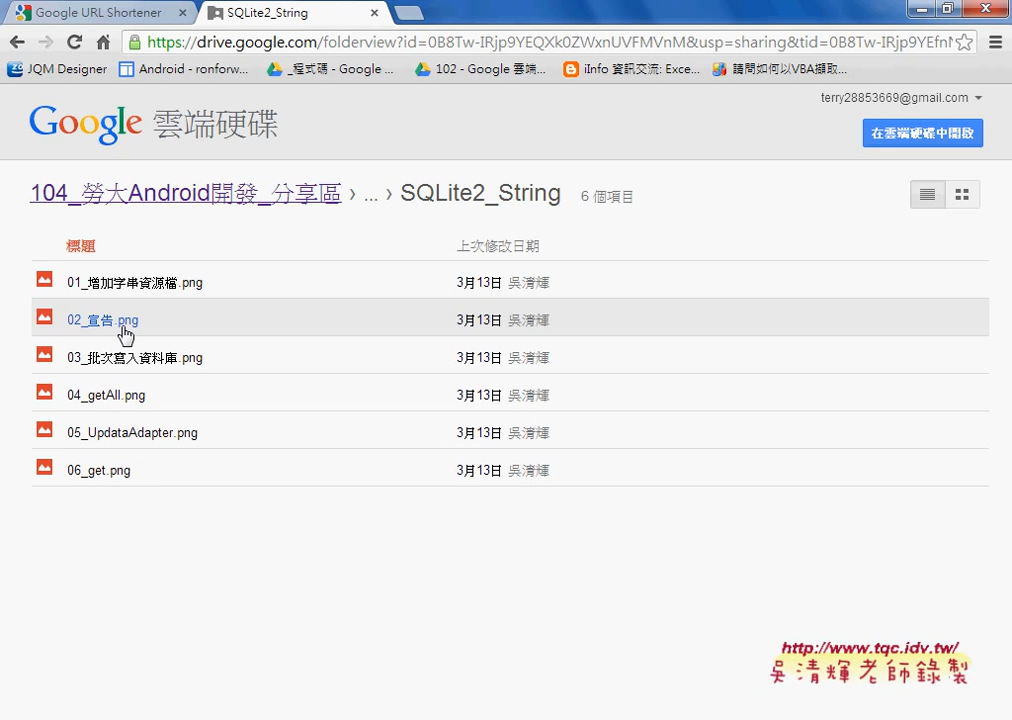 Google URL Shortener
SQLite2_String
https://drive.google.com/folderview?id=0B8Tw-IRjp9YEQXk0ZWxnUVFMVnM&usp=sharing&tid=0B8Tw-IRjp9YEfnN
JQM Designer
Android - ronforw...
_程式碼 - Google ...
102 - Google 雲端...
iInfo 資訊交流: Exce...
請問如何以VBA擷取...
terry28853669@gmail.com
Google 雲端硬碟
在雲端硬碟中開啟
104_勞大Android開發_分享區 › ... › SQLite2_String 6 個項目
標題 上次修改日期
01_增加字串資源檔.png 3月13日 吳清輝
02_宣告.png 3月13日 吳清輝
03_批次寫入資料庫.png 3月13日 吳清輝
04_getAll.png 3月13日 吳清輝
05_UpdataAdapter.png 3月13日 吳清輝
06_get.png 3月13日 吳清輝
http://www.tqc.idv.tw/
吳清輝老師錄製